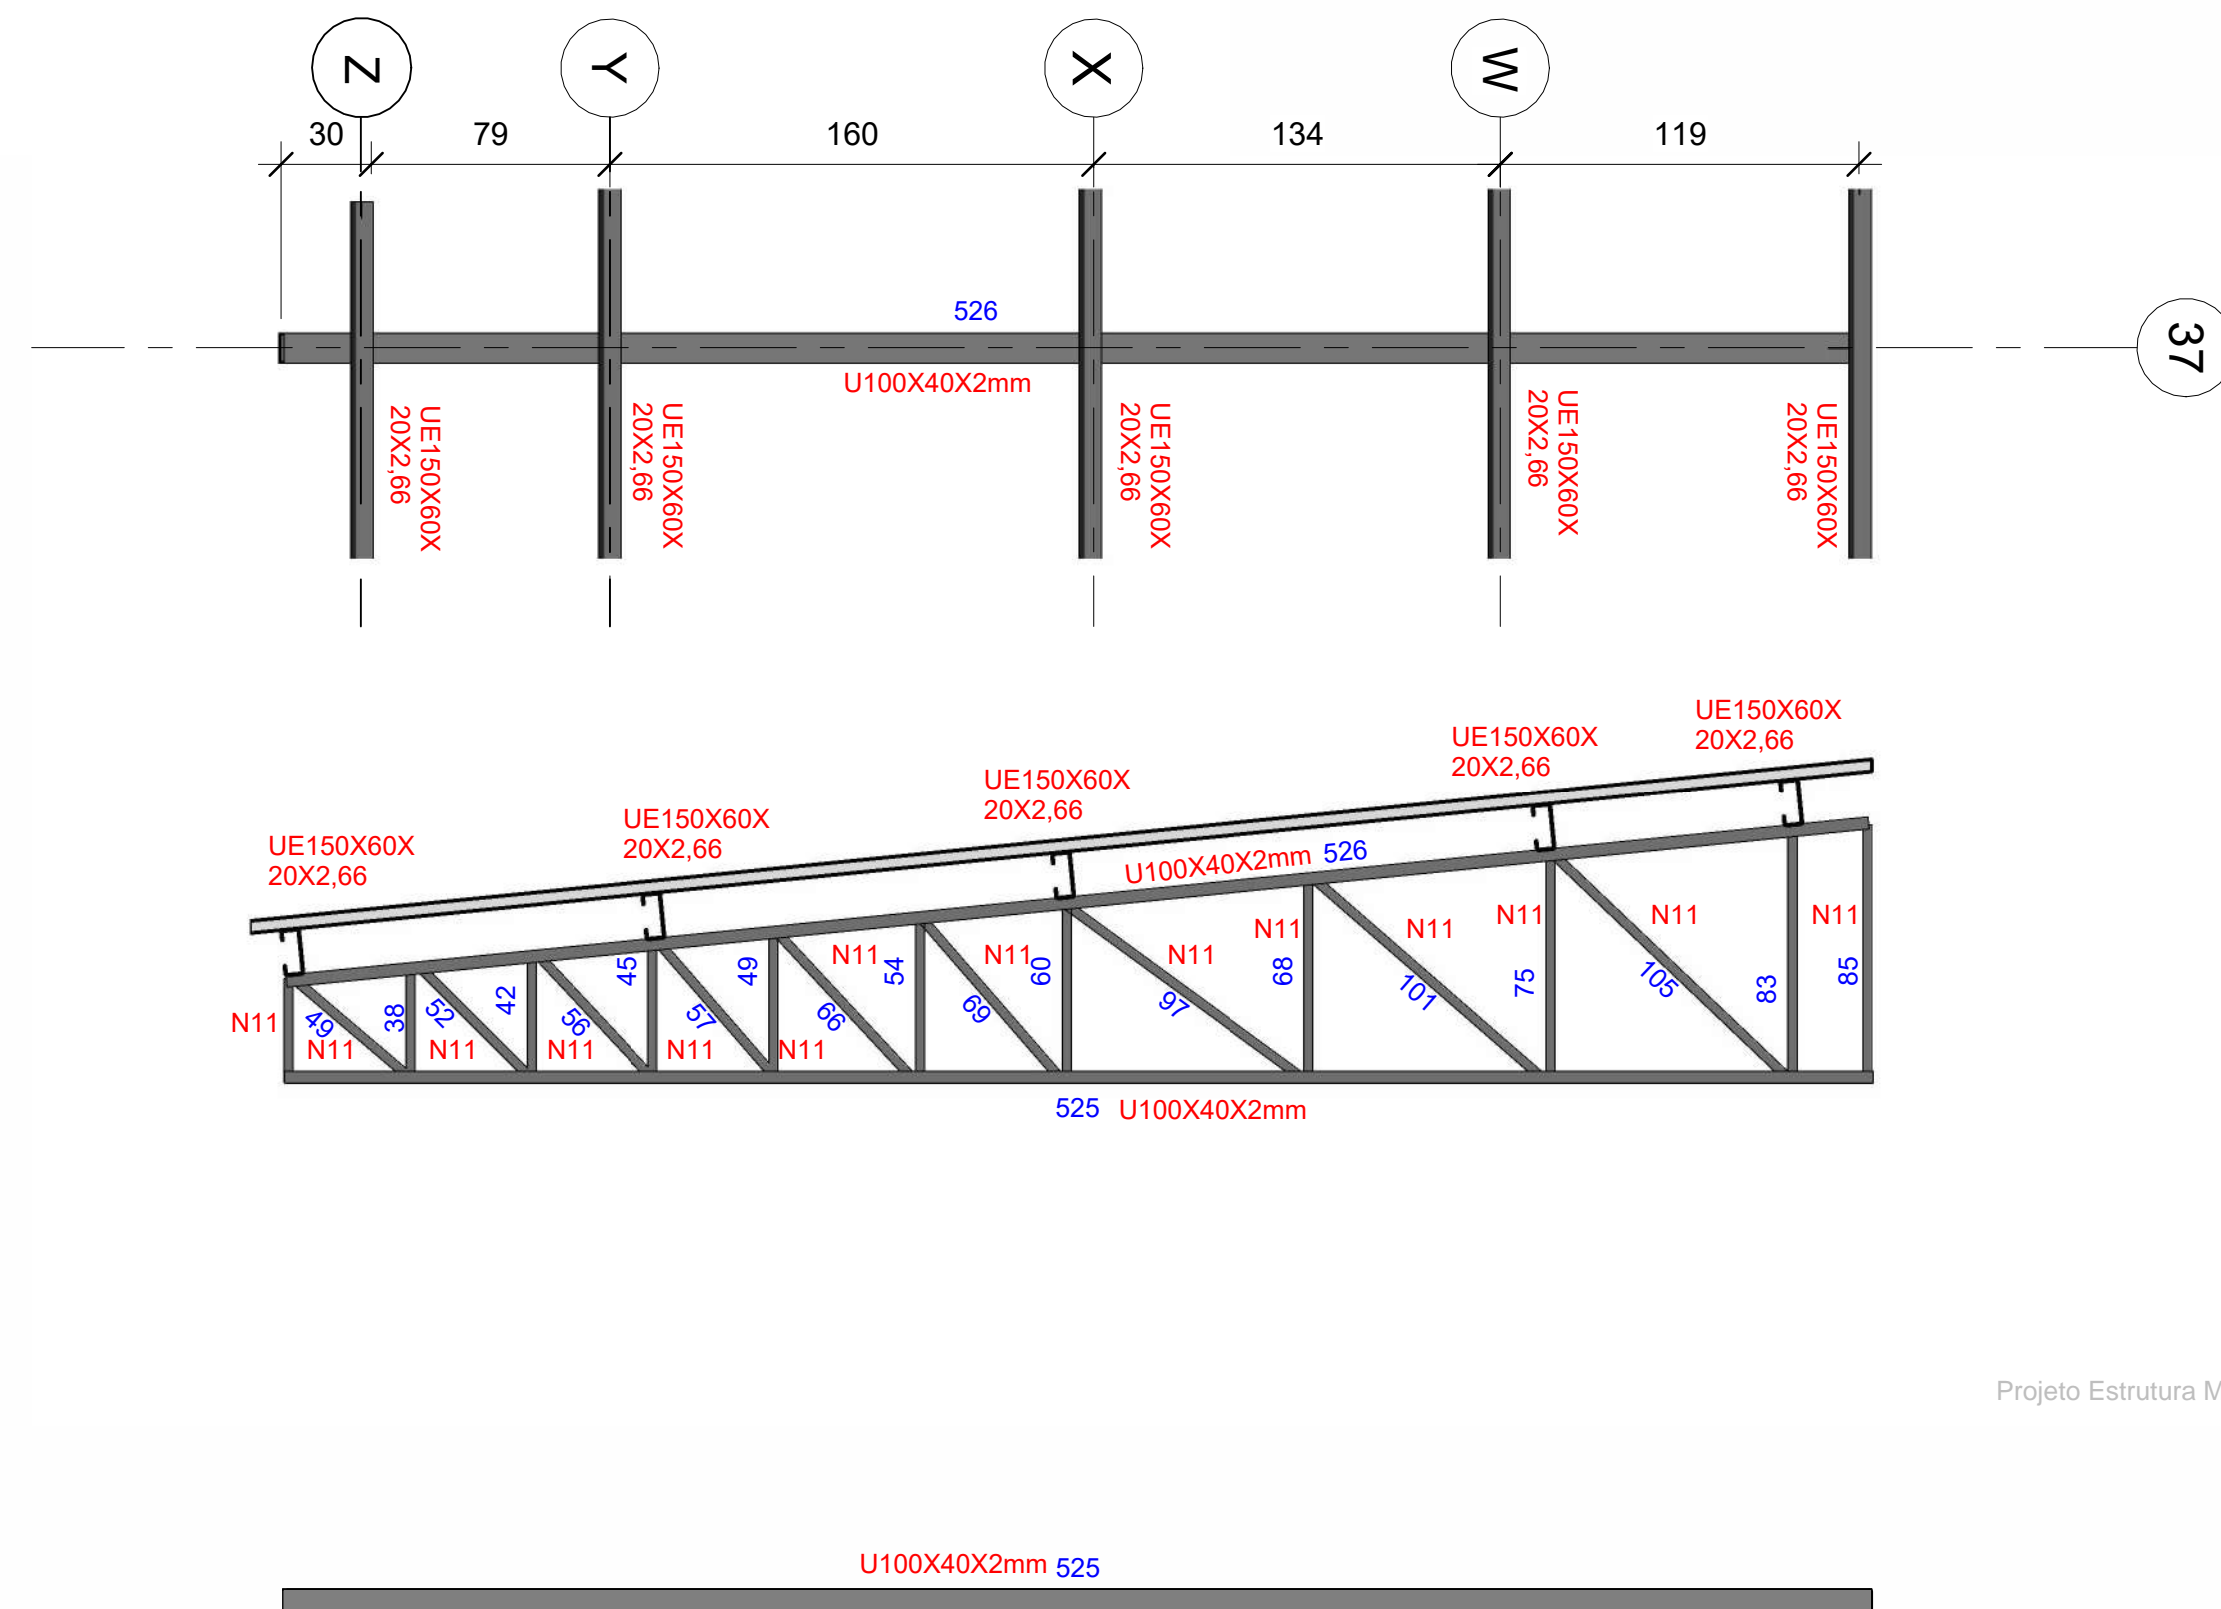 Z
Y
X
W
30
79
160
134
119
526
U100X40X2mm
37
UE150X60X
20X2,66
UE150X60X
20X2,66
UE150X60X
20X2,66
UE150X60X
20X2,66
UE150X60X
20X2,66
UE150X60X
20X2,66
UE150X60X
20X2,66
UE150X60X
20X2,66
UE150X60X
20X2,66
UE150X60X
20X2,66
U100X40X2mm 526
N11
49
N11
38
52
N11
42
56
N11
45
57
N11
49
N11
66
N11
54
69
N11
60
97
N11
68
N11
101
N11
75
N11
105
N11
83
85
N11
525 U100X40X2mm
Projeto Estrutura M
U100X40X2mm 525